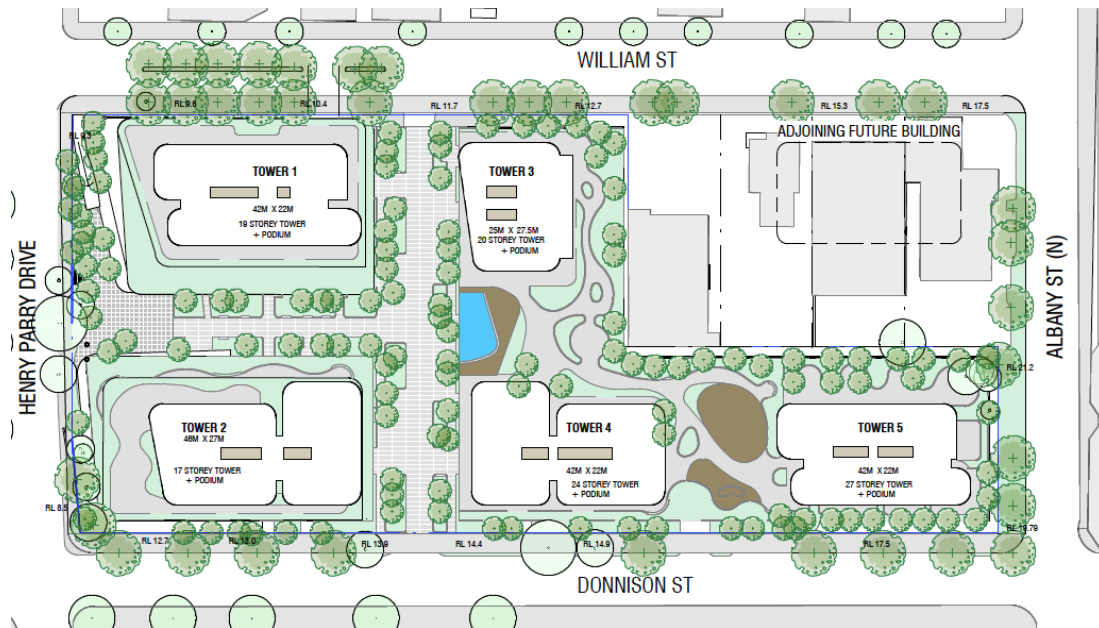 WILLIAM ST
RL 9.6
RL 10.4
RL 11.7
RL 12.7
RL 15.3
RL 17.5
RL 9.3
ADJOINING FUTURE BUILDING
TOWER 1
42M X 22M
19 STOREY TOWER
+ PODIUM
TOWER 3
25M X 27.5M
20 STOREY TOWER
+ PODIUM
HENRY PARRY DRIVE
ALBANY ST (N)
RL 21.2
TOWER 2
46M X 27M
17 STOREY TOWER
+ PODIUM
TOWER 4
42M X 22M
24 STOREY TOWER
+ PODIUM
TOWER 5
42M X 22M
27 STOREY TOWER
+ PODIUM
RL 8.5
RL 19.79
RL 12.7
RL 13.0
RL 13.9
RL 14.4
RL 14.9
RL 17.5
DONNISON ST